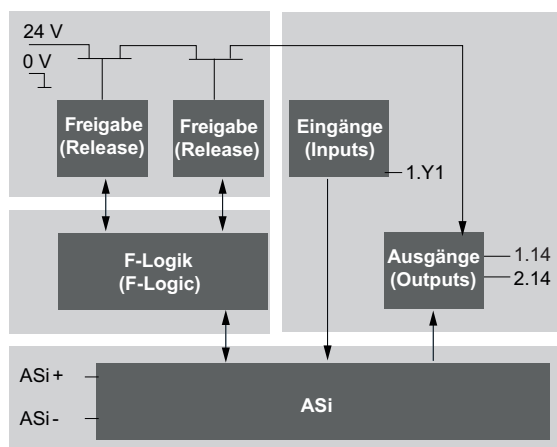 24 V
0 V
Freigabe
(Release)
Freigabe
(Release)
Eingänge
(Inputs)
1.Y1
F-Logik
(F-Logic)
Ausgänge
(Outputs)
1.14
2.14
ASi+
ASi-
ASi